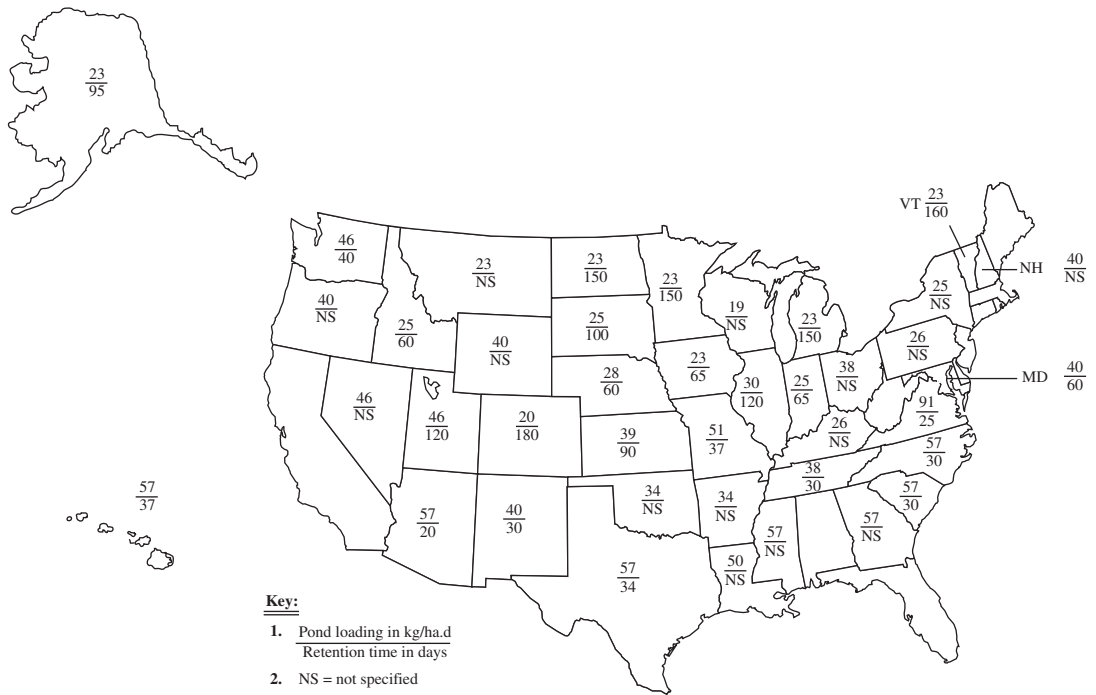 23
95
VT 23
160
46
40
23
NS
23
150
23
150
NH 40
NS
40
NS
25
60
40
NS
25
100
19
NS
23
150
25
NS
26
NS
MD 40
60
46
NS
46
120
20
180
28
60
23
65
30
120
25
65
38
NS
91
25
39
90
51
37
26
NS
57
30
38
30
57
37
57
20
40
30
34
NS
34
NS
57
30
57
NS
57
NS
50
NS
57
34
Key:
1. Pond loading in kg/ha.d
Retention time in days
2. NS = not specified